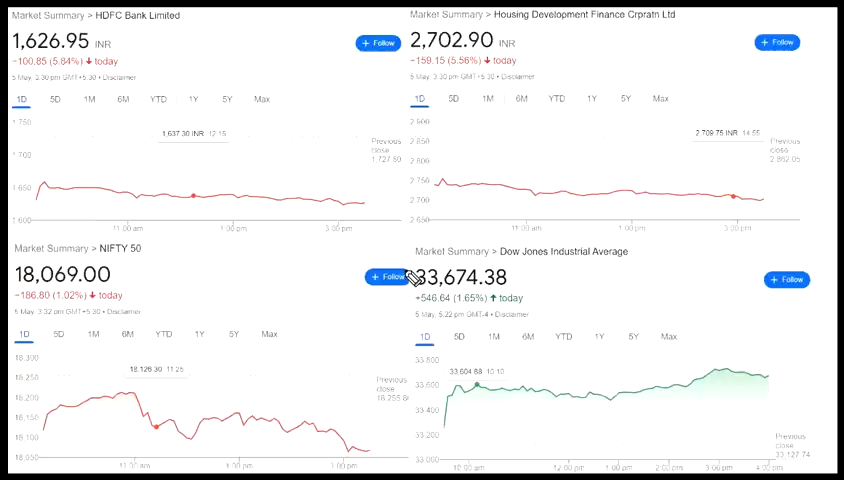 Market Summary > HDFC Bank Limited
1,626.95 INR
+ Follow
−100.85 (5.84%) ↓ today
5 May, 3:30 pm GMT+5:30 • Disclaimer
1D 5D 1M 6M YTD 1Y 5Y Max
1,750
1,637.30 INR 12:15
Previous
close
1,727.80
1,700
1,650
1,600
11:00 am 1:00 pm 3:00 pm
Market Summary > Housing Development Finance Crpratn Ltd
2,702.90 INR
+ Follow
−159.15 (5.56%) ↓ today
5 May, 3:30 pm GMT+5:30 • Disclaimer
1D 5D 1M 6M YTD 1Y 5Y Max
2,900
2,709.75 INR 14:55
2,850
Previous
close
2,862.05
2,800
2,750
2,700
2,650
11:00 am 1:00 pm 3:00 pm
Market Summary > NIFTY 50
18,069.00
+ Follow
−186.80 (1.02%) ↓ today
5 May, 3:32 pm GMT+5:30 • Disclaimer
1D 5D 1M 6M YTD 1Y 5Y Max
18,300
18,126.30 11:25
18,250
Previous
close
18,200
18,150
18,100
18,050
11:00 am 1:00 pm 3:00 pm
Market Summary > Dow Jones Industrial Average
33,674.38
+ Follow
+546.64 (1.65%) ↑ today
5 May, 5:22 pm GMT-4 • Disclaimer
1D 5D 1M 6M YTD 1Y 5Y Max
33,800
33,604.88 10:10
33,600
33,400
33,200
Previous
close
33,127.74
33,000
10:00 am 12:00 pm 1:00 pm 2:00 pm 3:00 pm 4:00 pm